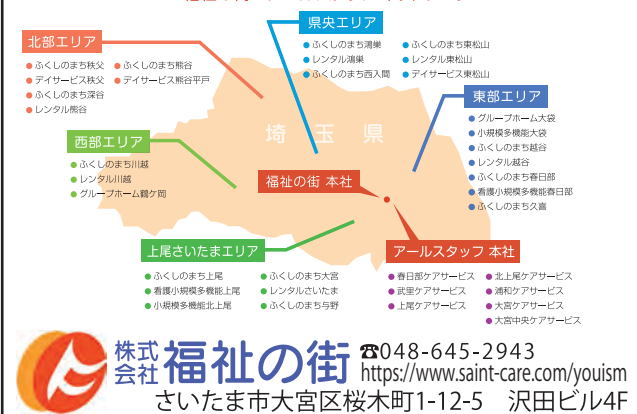 北部エリア
● ふくしのまち秩父 ● ふくしのまち熊谷
● デイサービス秩父 ● デイサービス熊谷平戸
● ふくしのまち深谷
● レンタル熊谷
県央エリア
● ふくしのまち鴻巣 ● ふくしのまち東松山
● レンタル鴻巣 ● レンタル東松山
● ふくしのまち西入間 ● デイサービス東松山
東部エリア
● グループホーム大袋
● 小規模多機能大袋
● ふくしのまち越谷
● レンタル越谷
● ふくしのまち春日部
● 看護小規模多機能春日部
● ふくしのまち久喜
埼玉県
西部エリア
● ふくしのまち川越
● レンタル川越
● グループホーム鶴ケ岡
福祉の街 本社
上尾さいたまエリア
● ふくしのまち上尾 ● ふくしのまち大宮
● 看護小規模多機能上尾 ● レンタルさいたま
● 小規模多機能北上尾 ● ふくしのまち与野
アールスタッフ 本社
● 春日部ケアサービス ● 北上尾ケアサービス
● 武里ケアサービス ● 浦和ケアサービス
● 上尾ケアサービス ● 大宮ケアサービス
● 大宮中央ケアサービス
株式会社 福祉の街 ☎048-645-2943
https://www.saint-care.com/youism
さいたま市大宮区桜木町1-12-5 沢田ビル4F